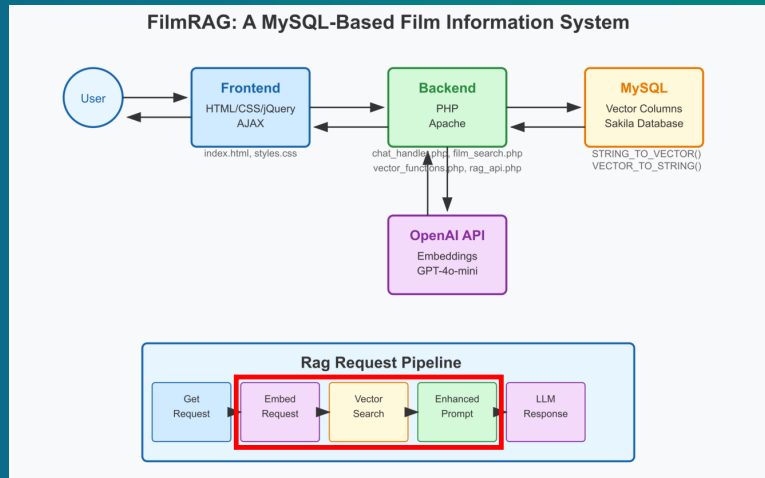 FilmRAG: A MySQL-Based Film Information System
User
Frontend
HTML/CSS/jQuery
AJAX
index.html, styles.css
Backend
PHP
Apache
chat_handler.php, film_search.php
vector_functions.php, rag_api.php
MySQL
Vector Columns
Sakila Database
STRING_TO_VECTOR()
VECTOR_TO_STRING()
OpenAI API
Embeddings
GPT-4o-mini
Rag Request Pipeline
Get
Request
Embed
Request
Vector
Search
Enhanced
Prompt
LLM
Response